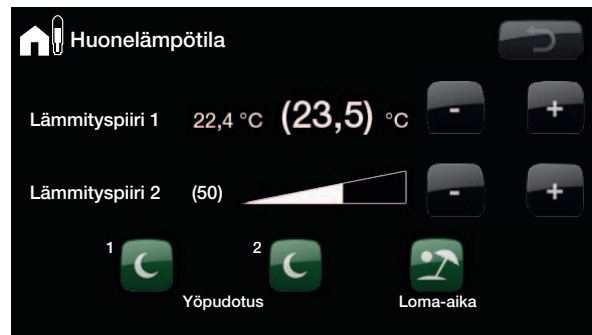 Huonelämpötila
Lämmityspiiri 1 22,4 °C (23,5) °C - +
Lämmityspiiri 2 (50) - +
1 2
Yöpudotus Loma-aika